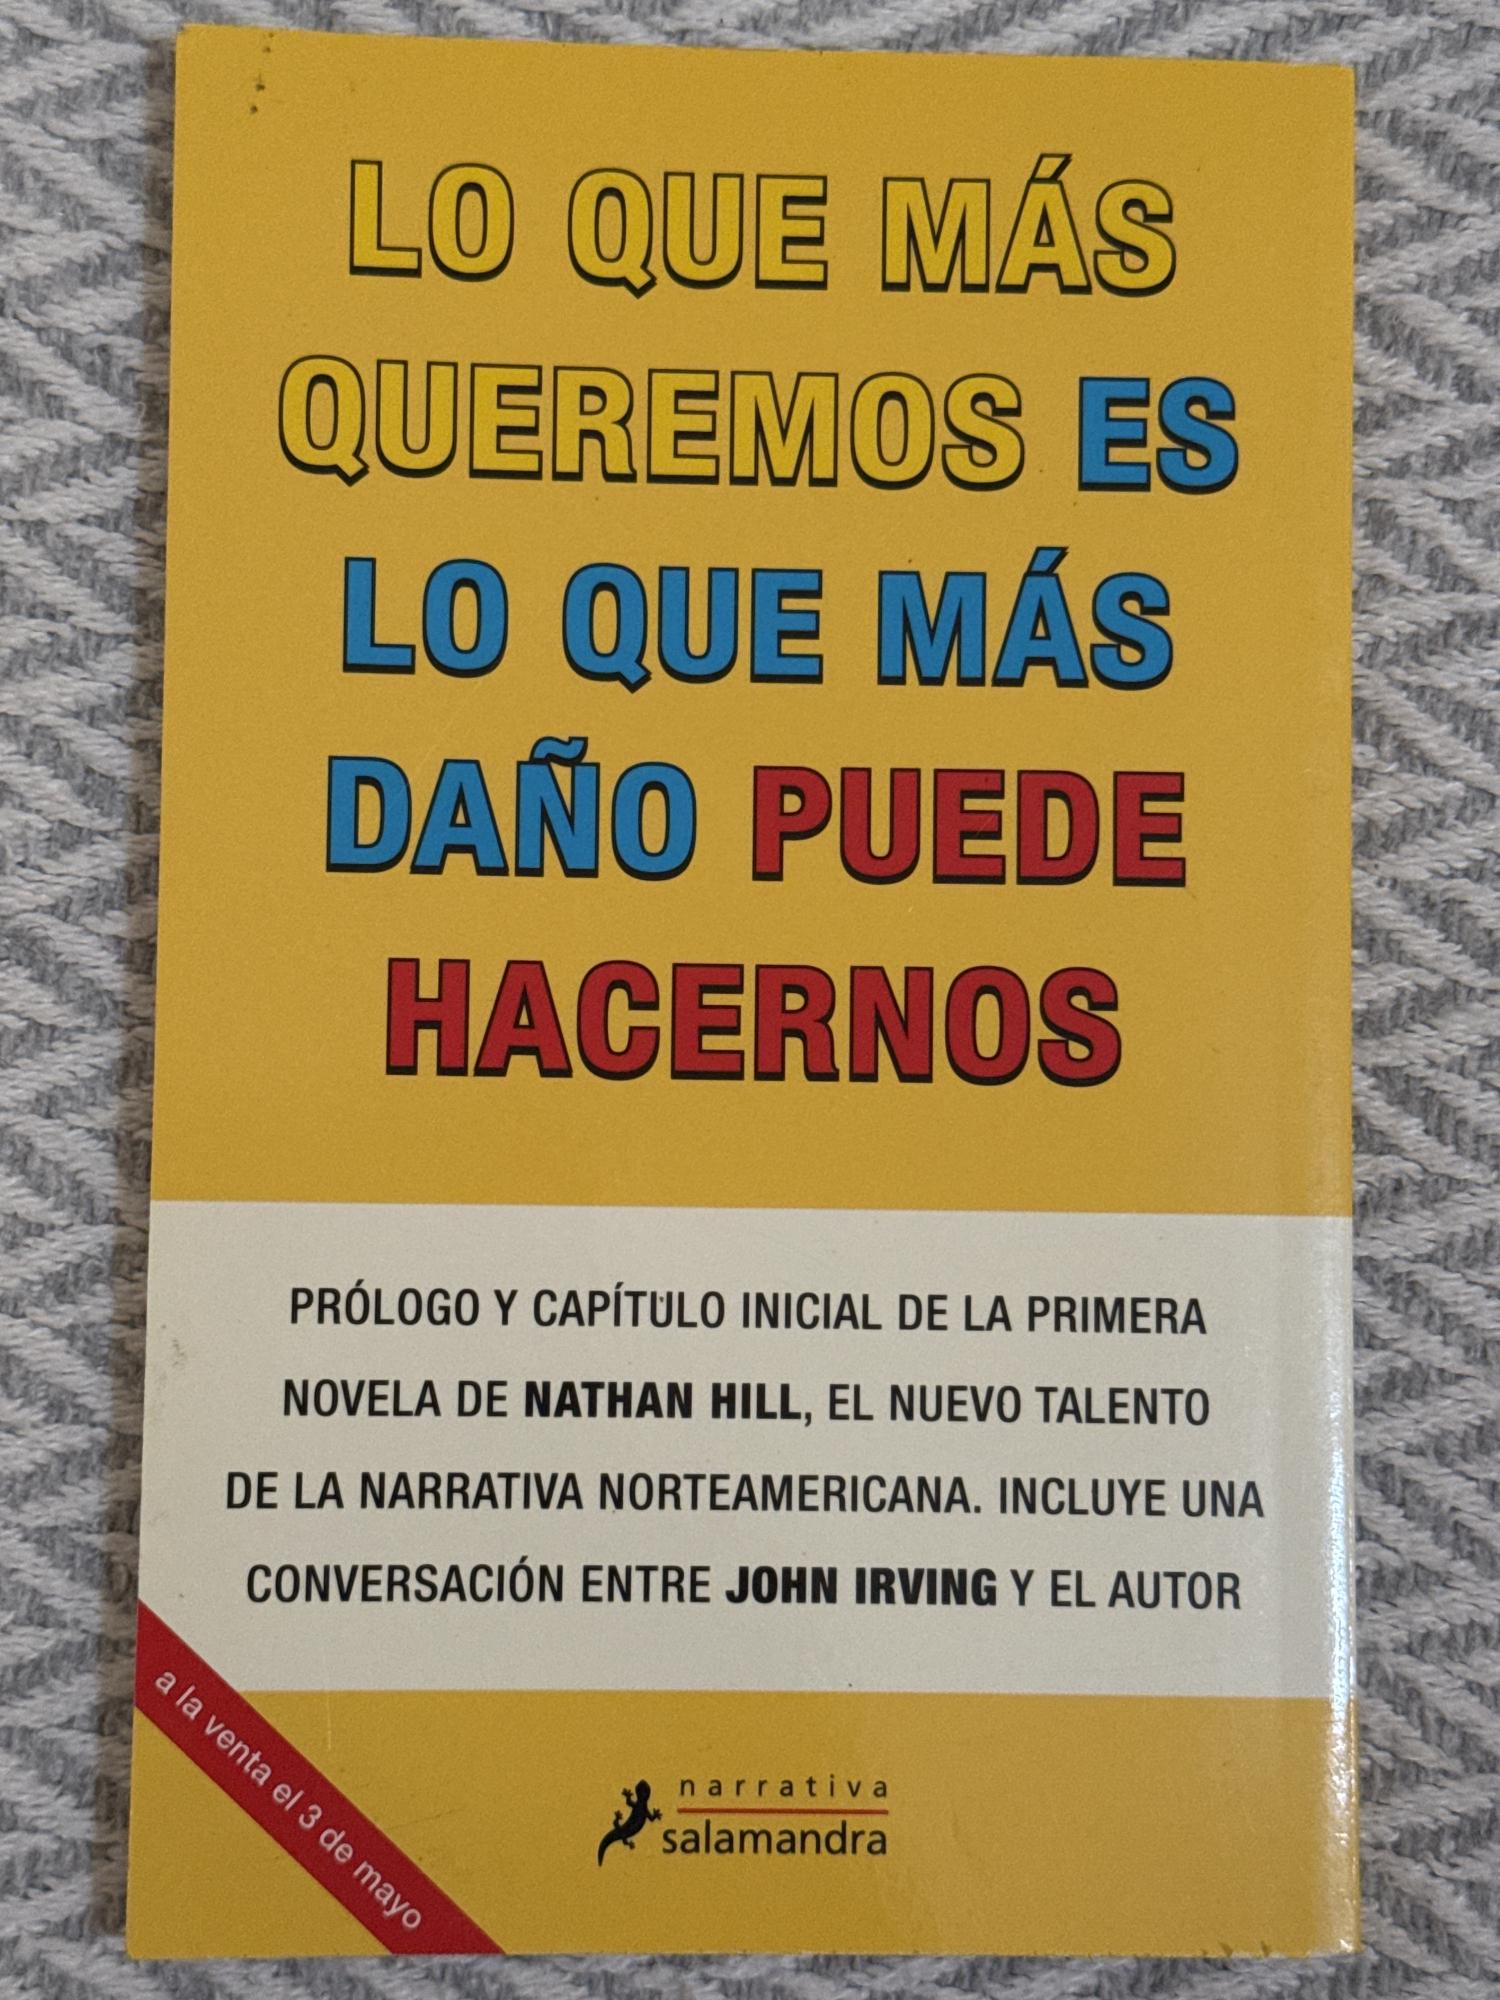 LO QUE MÁS
QUEREMOS ES
LO QUE MÁS
DAÑO PUEDE
HACERNOS
PRÓLOGO Y CAPÍTULO INICIAL DE LA PRIMERA
NOVELA DE NATHAN HILL, EL NUEVO TALENTO
DE LA NARRATIVA NORTEAMERICANA. INCLUYE UNA
CONVERSACIÓN ENTRE JOHN IRVING Y EL AUTOR
a la venta el 3 de mayo
narrativa
salamandra